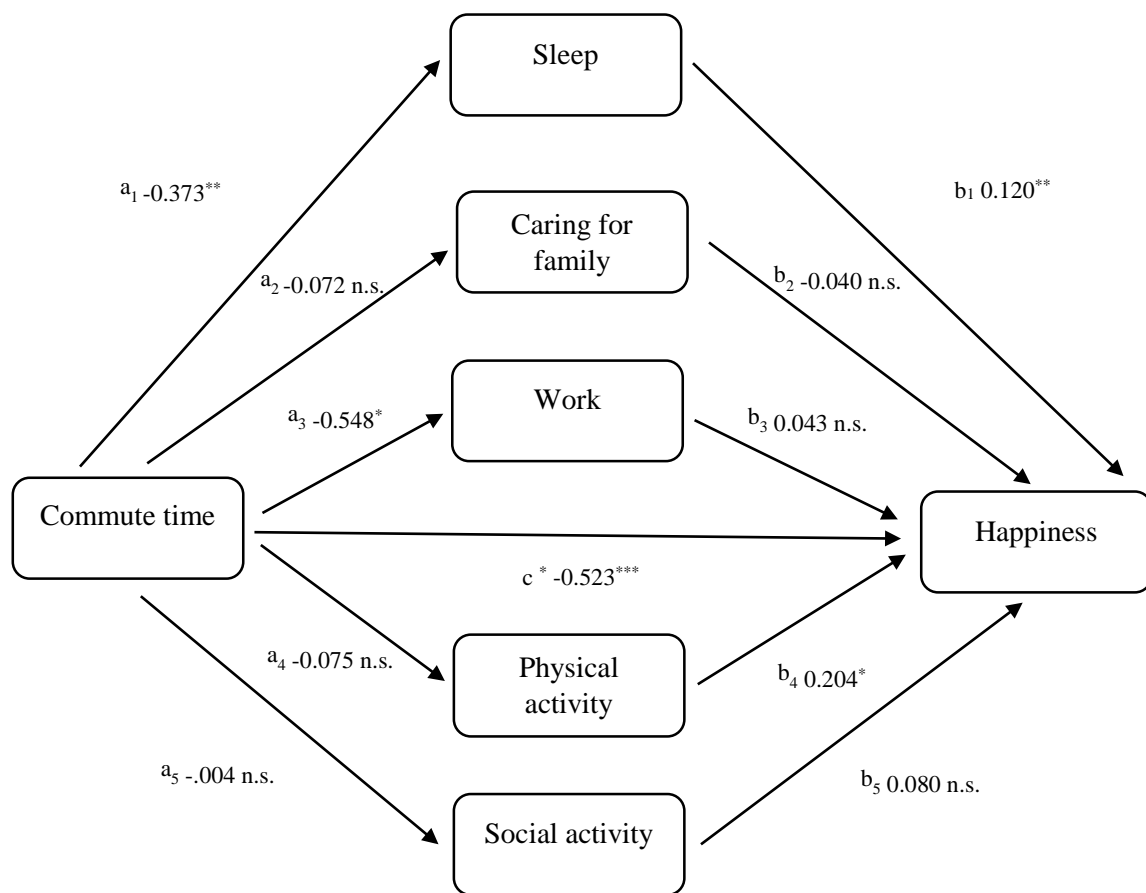 Sleep
a₁ -0.373**
b₁ 0.120**
Caring for
family
a₂ -0.072 n.s.
b₂ -0.040 n.s.
Work
a₃ -0.548*
b₃ 0.043 n.s.
Commute time
Happiness
c * -0.523***
a₄ -0.075 n.s.
Physical
activity
b₄ 0.204*
a₅ -.004 n.s.
b₅ 0.080 n.s.
Social activity